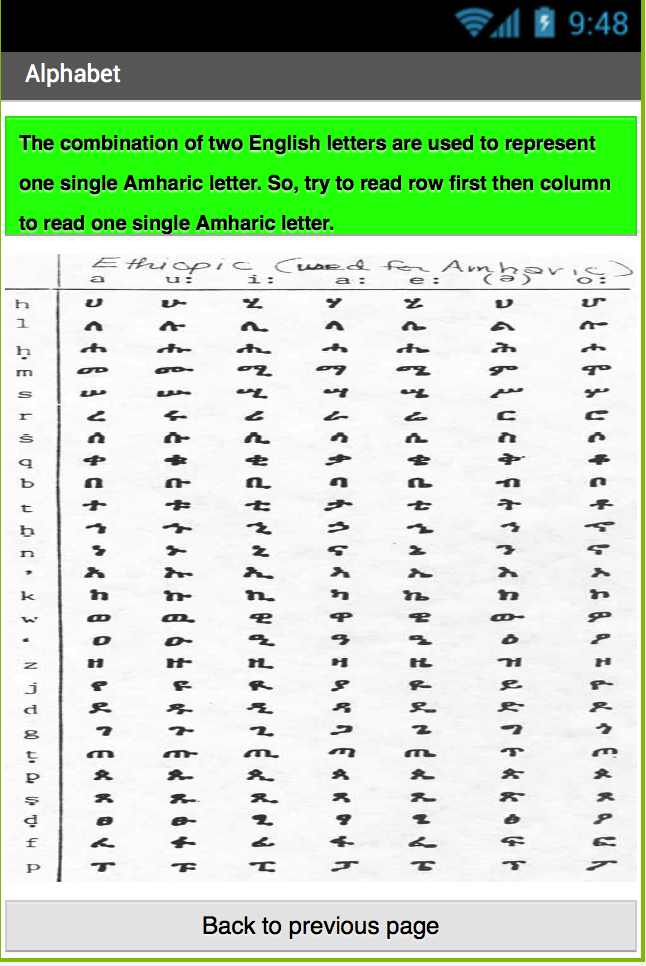 9:48
Alphabet
The combination of two English letters are used to represent
one single Amharic letter. So, try to read row first then column
to read one single Amharic letter.
Ethiopic (used for Amharic)
a u: i: a: e: (ə) o:
h ሀ ሁ ሂ ሃ ሄ ህ ሆ
l ለ ሉ ሊ ላ ሌ ል ሎ
ḥ ሐ ሑ ሒ ሓ ሔ ሕ ሖ
m መ ሙ ሚ ማ ሜ ም ሞ
s ሠ ሡ ሢ ሣ ሤ ሥ ሦ
r ረ ሩ ሪ ራ ሬ ር ሮ
š ሰ ሱ ሲ ሳ ሴ ስ ሶ
q ቀ ቁ ቂ ቃ ቄ ቅ ቆ
b በ ቡ ቢ ባ ቤ ብ ቦ
t ተ ቱ ቲ ታ ቴ ት ቶ
ḫ ኀ ኁ ኂ ኃ ኄ ኅ ኆ
n ነ ኑ ኒ ና ኔ ን ኖ
’ አ ኡ ኢ ኣ ኤ እ ኦ
k ከ ኩ ኪ ካ ኬ ክ ኮ
w ወ ዉ ዊ ዋ ዌ ው ዎ
‘ ዐ ዑ ዒ ዓ ዔ ዕ ዖ
z ዘ ዙ ዚ ዛ ዜ ዝ ዞ
j የ ዩ ዪ ያ ዬ ይ ዮ
d ደ ዱ ዲ ዳ ዴ ድ ዶ
g ገ ጉ ጊ ጋ ጌ ግ ጎ
ṭ ጠ ጡ ጢ ጣ ጤ ጥ ጦ
p̣ ጰ ጱ ጲ ጳ ጴ ጵ ጶ
ṣ ጸ ጹ ጺ ጻ ጼ ጽ ጾ
ḍ ፀ ፁ ፂ ፃ ፄ ፅ ፆ
f ፈ ፉ ፊ ፋ ፌ ፍ ፎ
p ፐ ፑ ፒ ፓ ፔ ፕ ፖ
Back to previous page